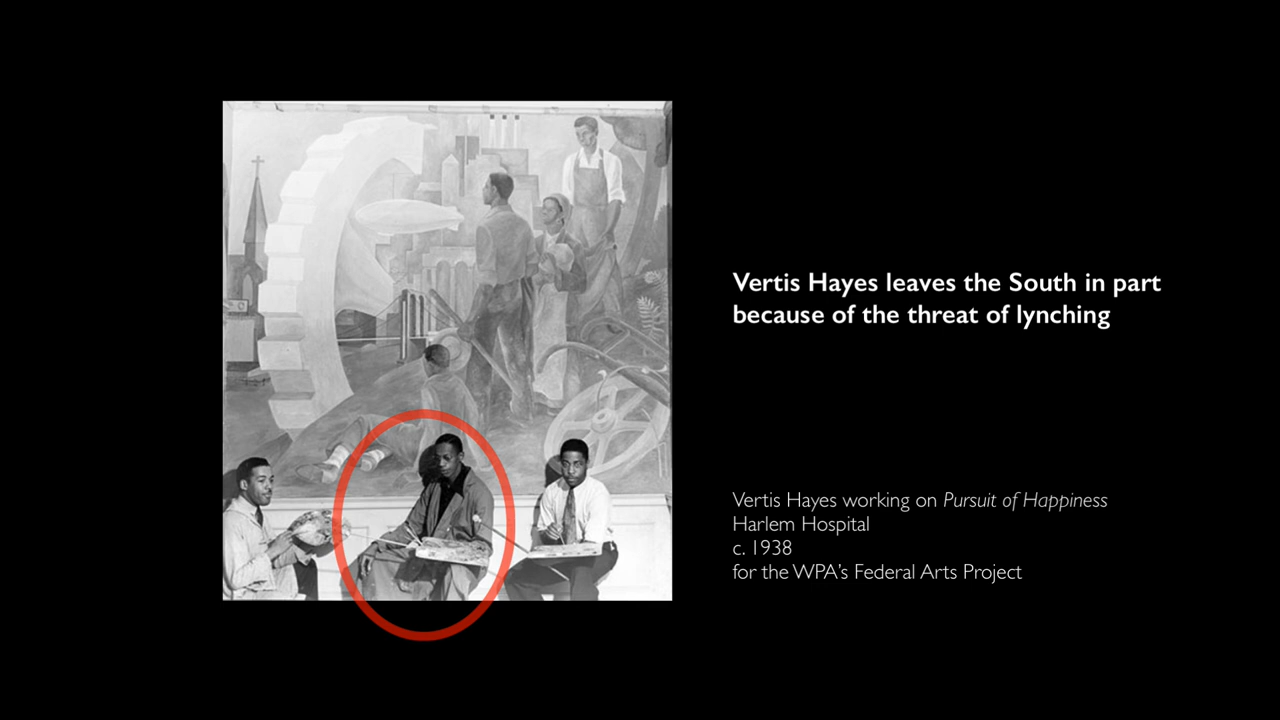 Vertis Hayes leaves the South in part
because of the threat of lynching
Vertis Hayes working on Pursuit of Happiness
Harlem Hospital
c. 1938
for the WPA's Federal Arts Project